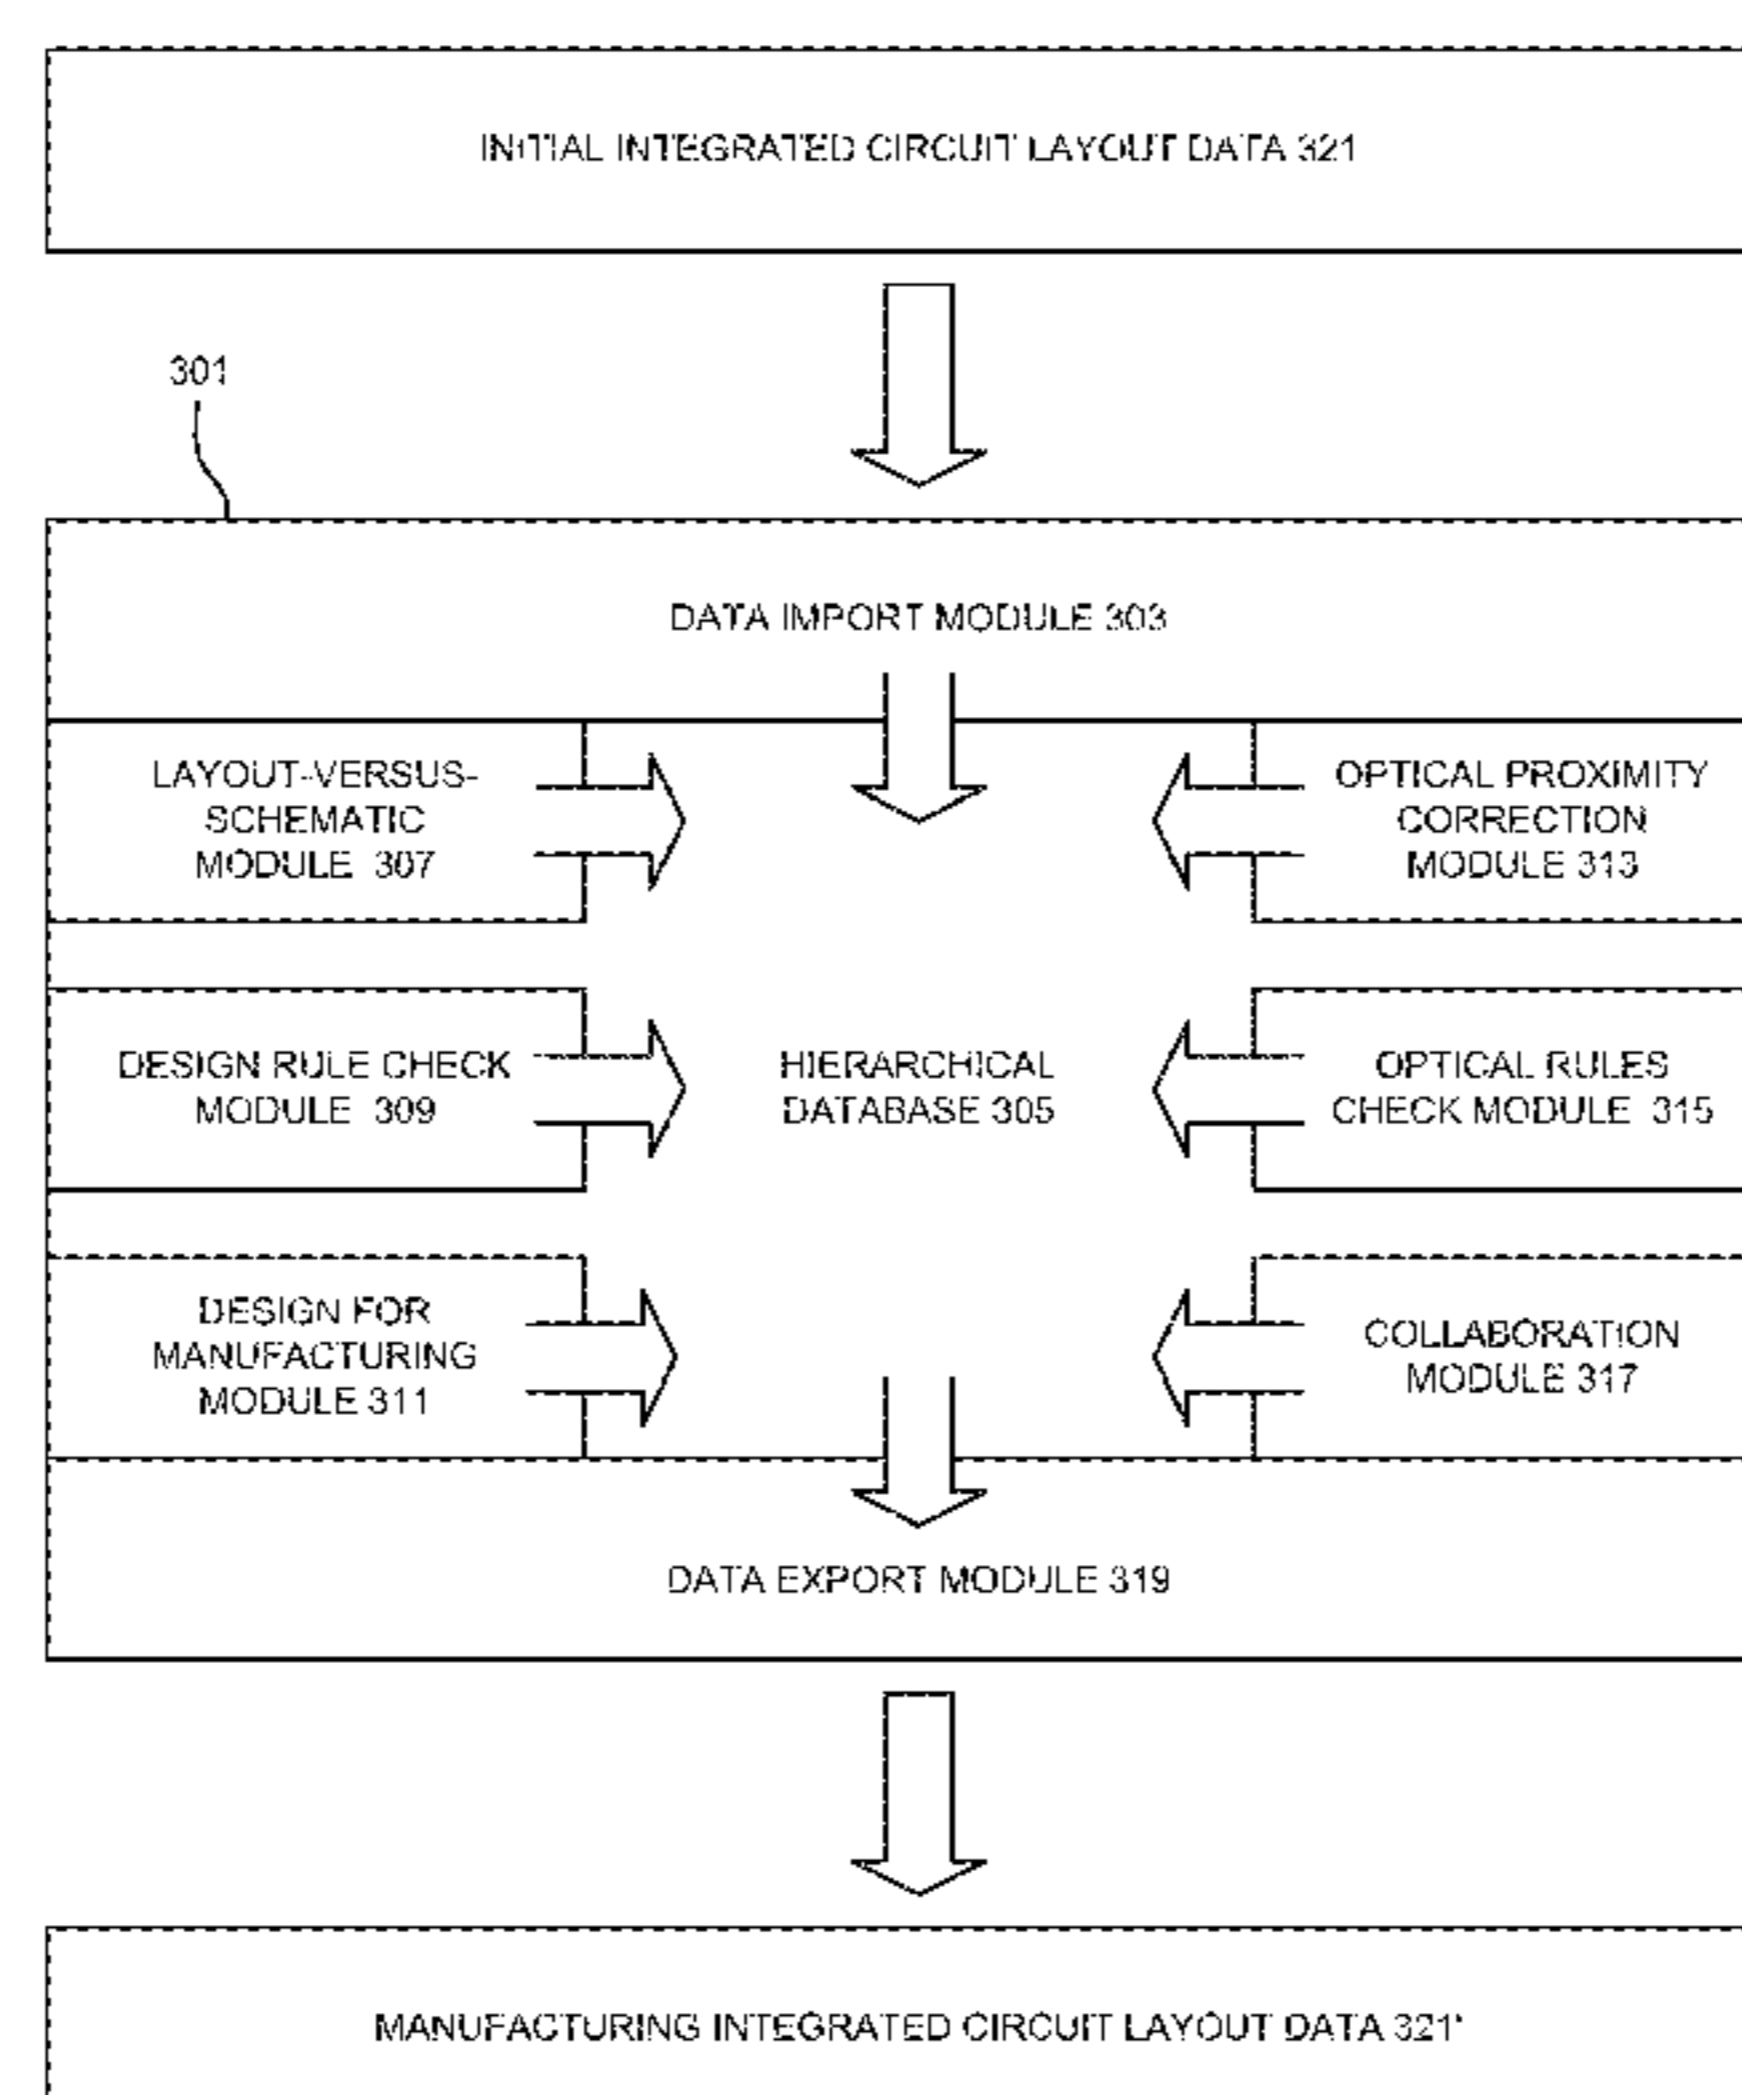 INITIAL INTEGRATED CIRCUIT LAYOUT DATA 321
301
DATA IMPORT MODULE 303
LAYOUT-VERSUS-
SCHEMATIC
MODULE 307
OPTICAL PROXIMITY
CORRECTION
MODULE 313
DESIGN RULE CHECK
MODULE 309
HIERARCHICAL
DATABASE 305
OPTICAL RULES
CHECK MODULE 315
DESIGN FOR
MANUFACTURING
MODULE 311
COLLABORATION
MODULE 317
DATA EXPORT MODULE 319
MANUFACTURING INTEGRATED CIRCUIT LAYOUT DATA 321'